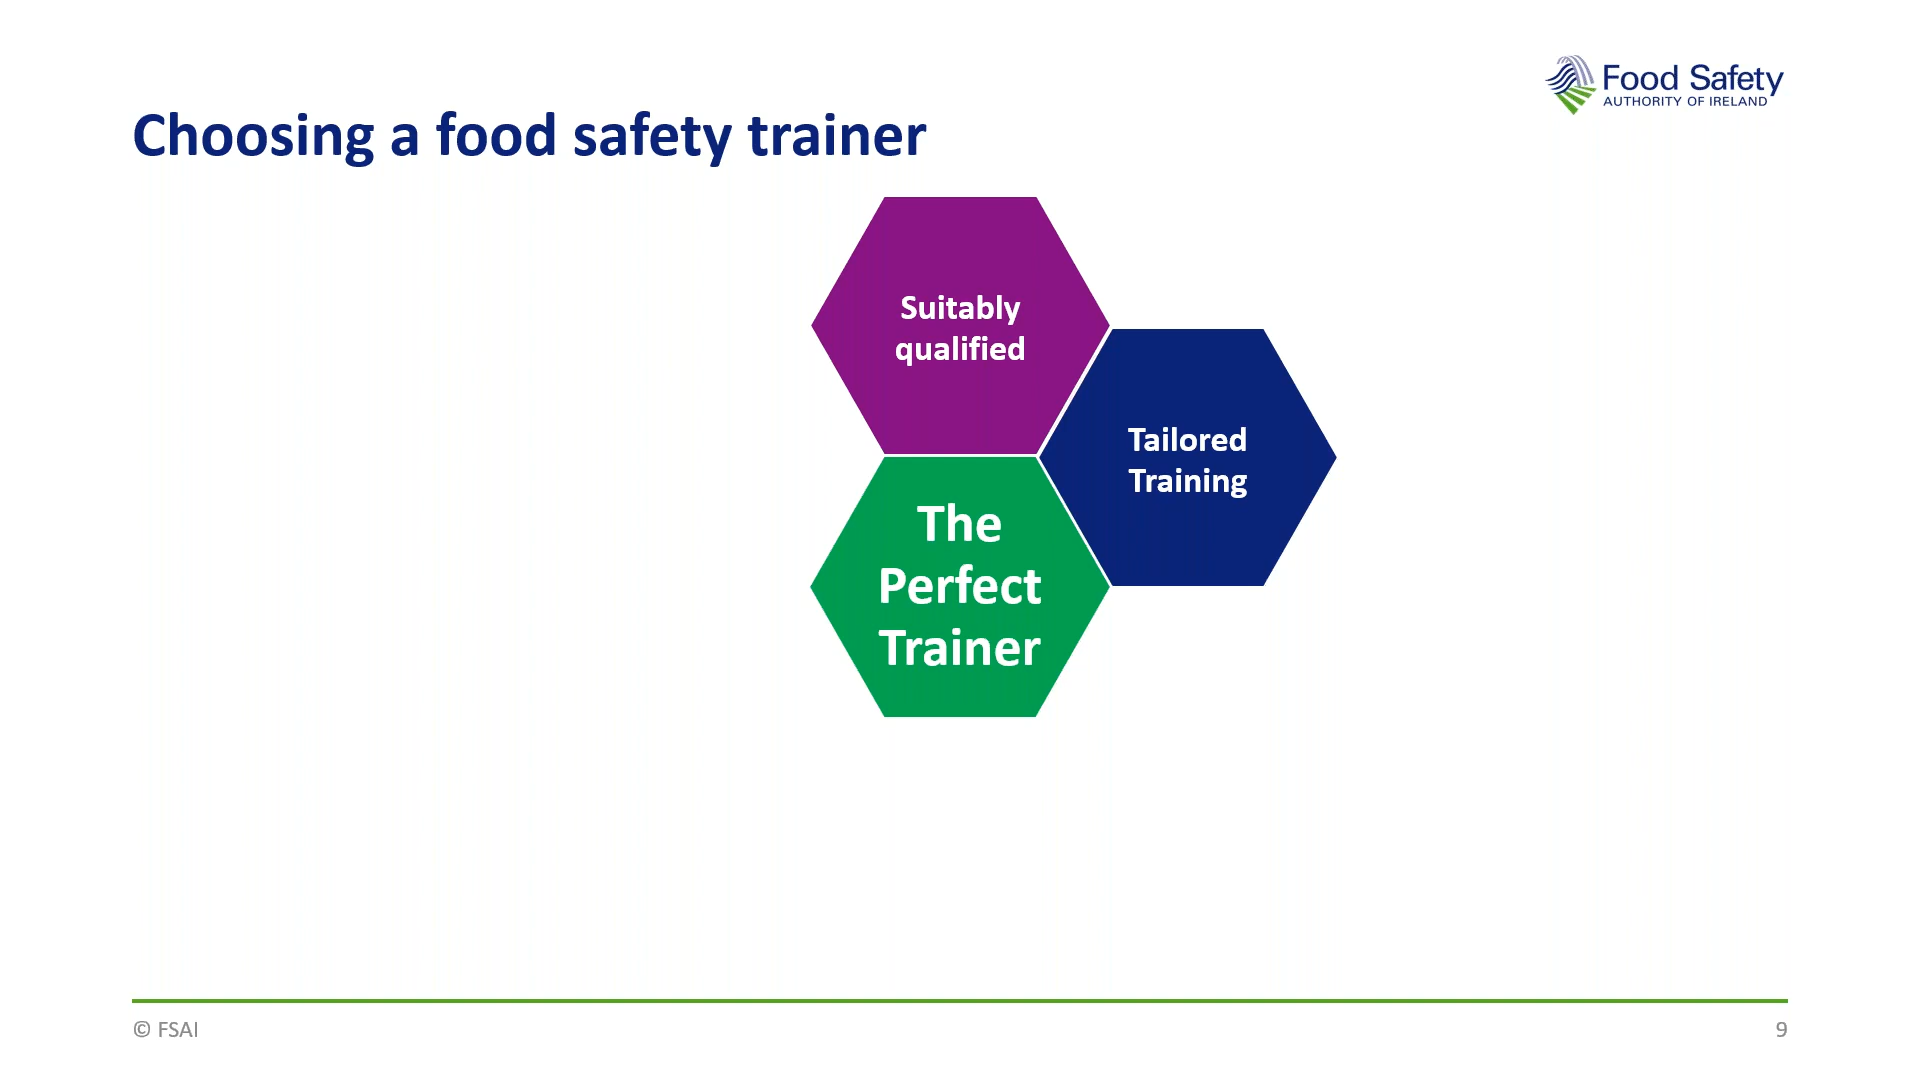 Food Safety
AUTHORITY OF IRELAND
Choosing a food safety trainer
Suitably
qualified
Tailored
Training
The
Perfect
Trainer
© FSAI
9